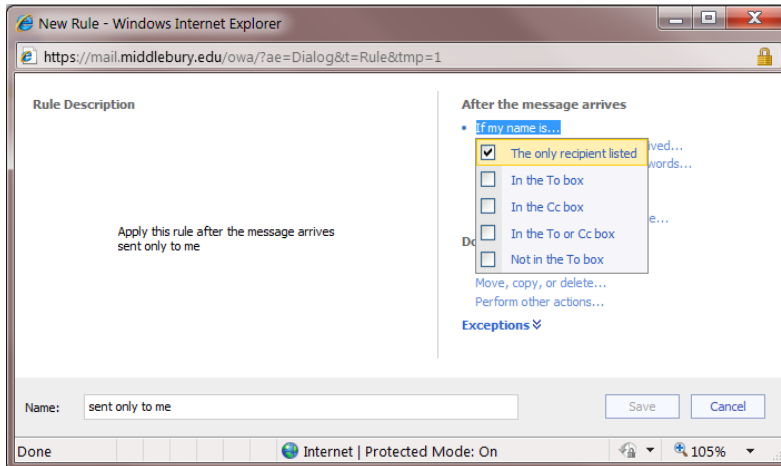 New Rule - Windows Internet Explorer
https://mail.middlebury.edu/owa/?ae=Dialog&t=Rule&tmp=1
Rule Description
Apply this rule after the message arrives
sent only to me
After the message arrives
• If my name is...
The only recipient listed
In the To box
In the Cc box
In the To or Cc box
Not in the To box
Move, copy, or delete...
Perform other actions...
Exceptions
Name: sent only to me
Save Cancel
Done Internet | Protected Mode: On 105%